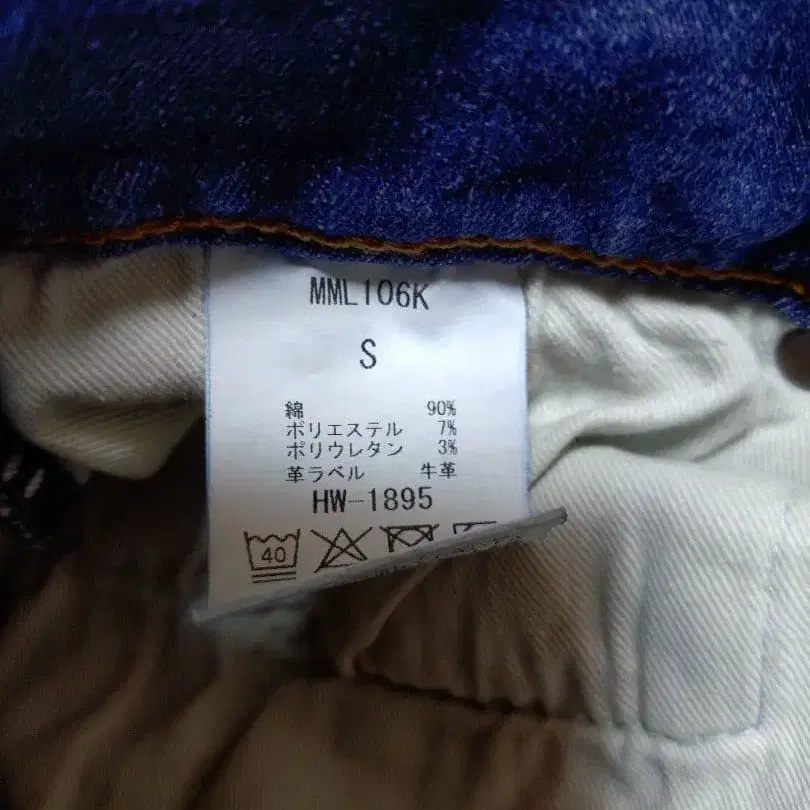 MML106K
S
綿 90%
ポリエステル 7%
ポリウレタン 3%
革ラベル 牛革
HW-1895
40